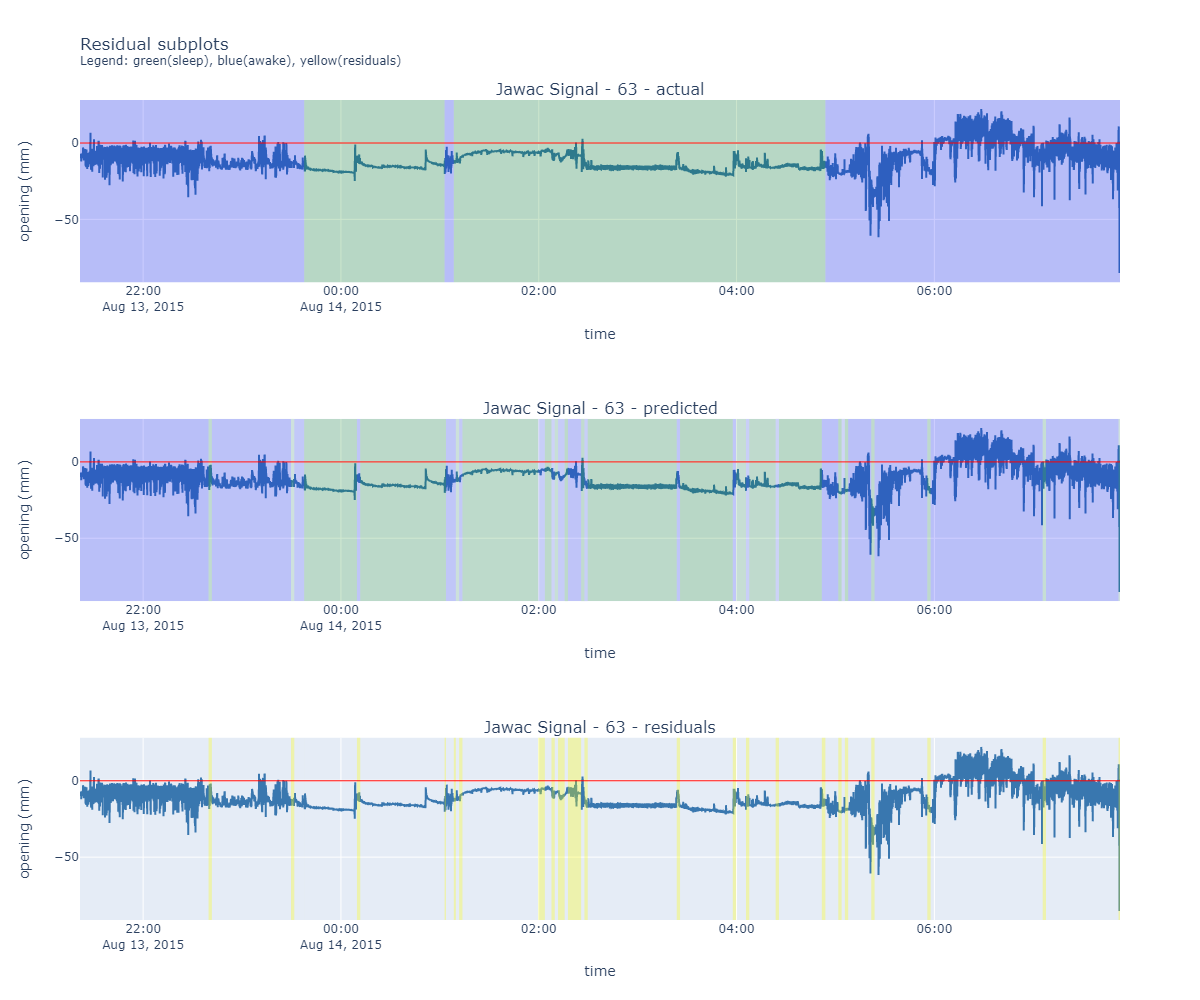 Residual subplots
Legend: green(sleep), blue(awake), yellow(residuals)
Jawac Signal - 63 - actual
opening (mm)
0
−50
22:00
Aug 13, 2015
00:00
Aug 14, 2015
02:00
04:00
06:00
time
Jawac Signal - 63 - predicted
opening (mm)
0
−50
22:00
Aug 13, 2015
00:00
Aug 14, 2015
02:00
04:00
06:00
time
Jawac Signal - 63 - residuals
opening (mm)
0
−50
22:00
Aug 13, 2015
00:00
Aug 14, 2015
02:00
04:00
06:00
time